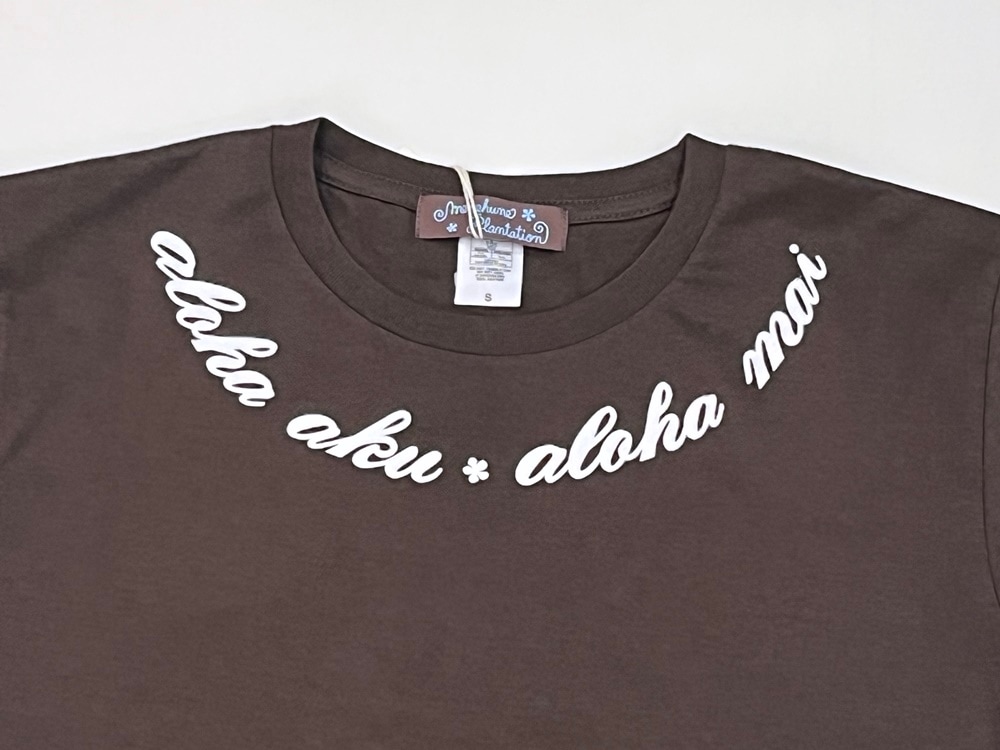 Menehune
Plantation
S
aloha aku * aloha mai